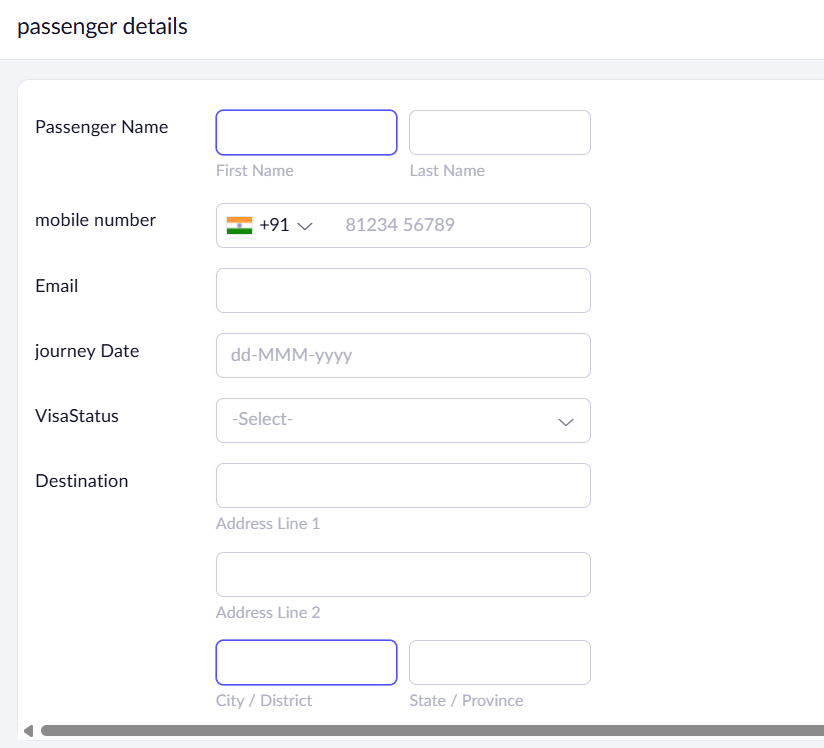 passenger details
Passenger Name
First Name Last Name
mobile number +91 81234 56789
Email
journey Date dd-MMM-yyyy
VisaStatus -Select-
Destination
Address Line 1
Address Line 2
City / District State / Province